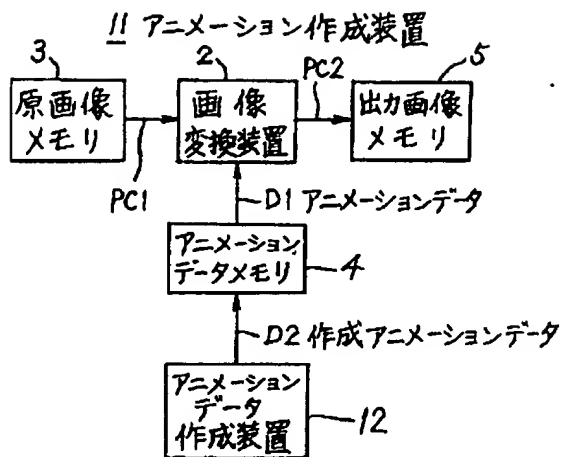 11 アニメーション作成装置
3
2
PC2
5
原画像
メモリ
画像
変換装置
出力画像
メモリ
PC1
D1 アニメーションデータ
アニメーション
データメモリ
4
D2 作成アニメーションデータ
アニメーション
データ
作成装置
12